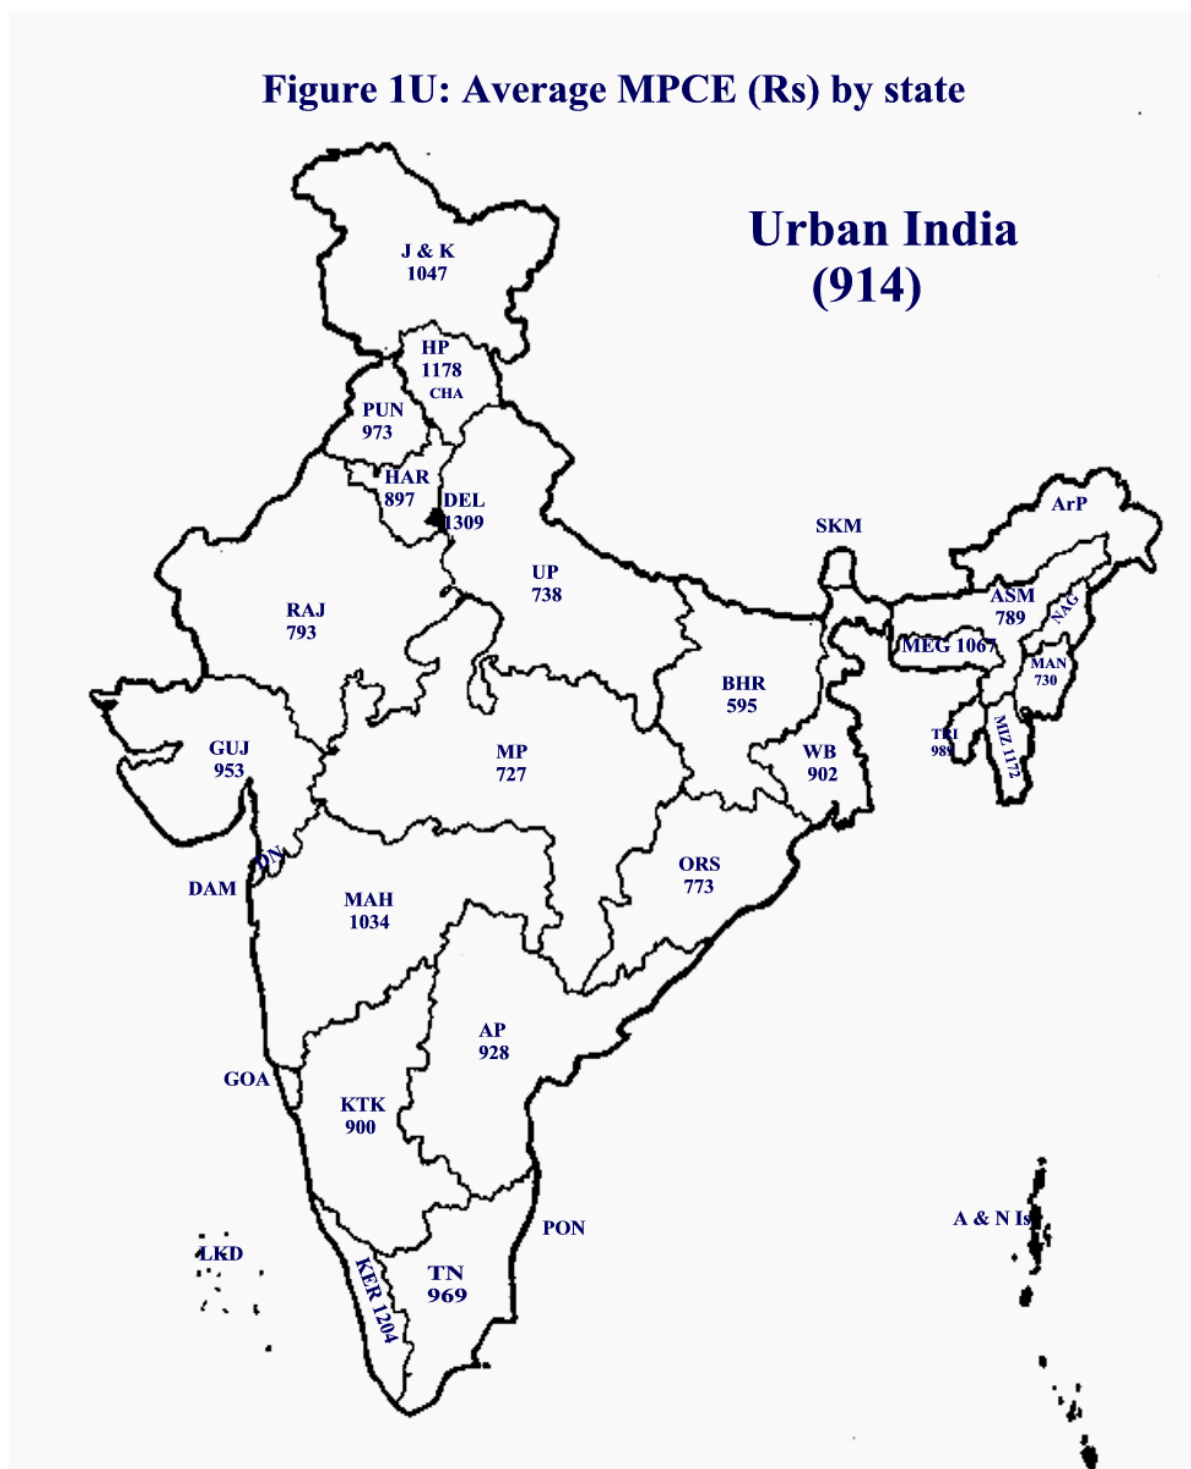 Figure 1U: Average MPCE (Rs) by state
Urban India
(914)
J & K
1047
HP
1178
CHA
PUN
973
HAR
897
DEL
1309
ArP
SKM
UP
738
ASM
789
NAG
RAJ
793
MEG 1067
MAN
730
BHR
595
TRI
989
MIZ 1172
GUJ
953
MP
727
WB
902
DN
DAM
ORS
773
MAH
1034
AP
928
GOA
KTK
900
A & N Is
PON
LKD
KER 1204
TN
969